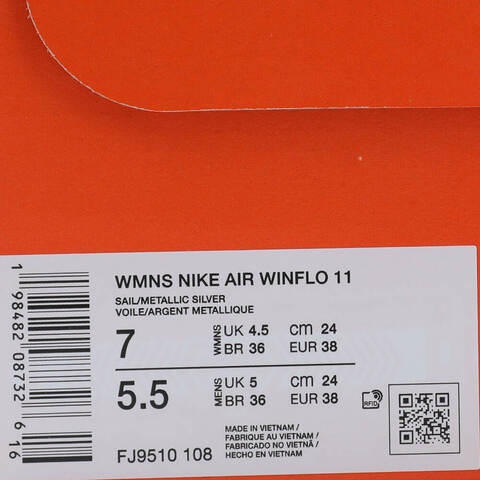 WMNS NIKE AIR WINFLO 11
SAIL/METALLIC SILVER
VOILE/ARGENT METALLIQUE
7 WMNS UK 4.5 cm 24
BR 36 EUR 38
5.5 MENS UK 5 cm 24
BR 36 EUR 38
RFID
MADE IN VIETNAM /
FABRIQUE AU VIETNAM /
FABRICADO NO VIETNÃ /
HECHO EN VIETNAM
FJ9510 108
1 98482 08732 6 16